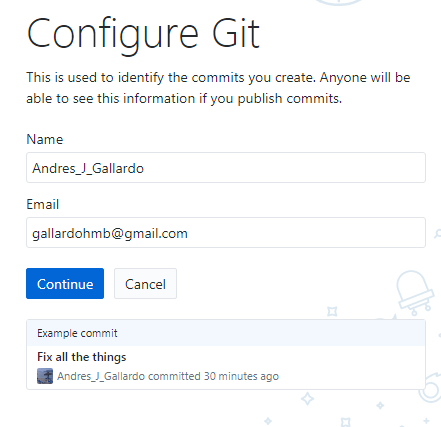 Configure Git
This is used to identify the commits you create. Anyone will be
able to see this information if you publish commits.
Name
Andres_J_Gallardo
Email
gallardohmb@gmail.com
Continue Cancel
Example commit
Fix all the things
Andres_J_Gallardo committed 30 minutes ago